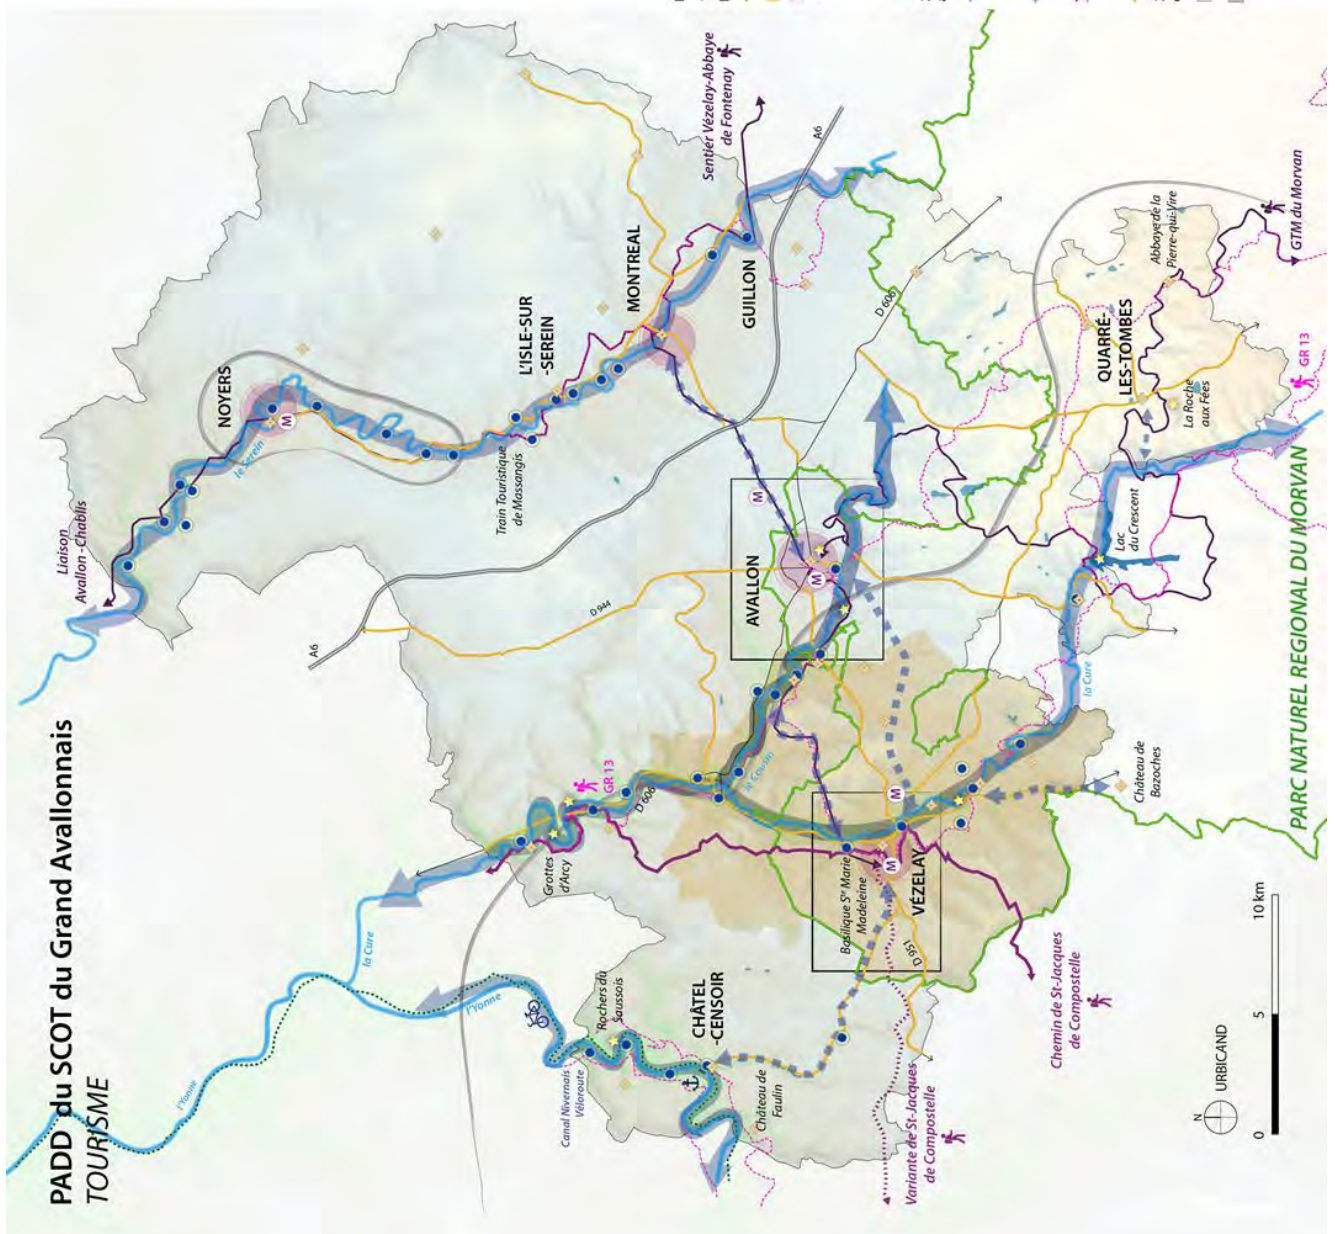 PADD du SCOT du Grand Avallonnais
TOURISME
Liaison
Avallon - Chablis
l'Yonne
l'Yonne
la Cure
NOYERS
le Serein
A6
l'Yonne
Canal Nivernais
Véloroute
Rochers du
Saussois
Grottes
d'Arcy
GR 13
D 606
D 944
Train Touristique
de Massangis
L'ISLE-SUR
-SEREIN
MONTREAL
Sentier Vézelay-Abbaye
de Fontenay
GUILLON
A6
CHÂTEL
-CENSOIR
Château de
Faulin
AVALLON
le Cousin
M
M
M
M
M
Basilique Ste Marie
Madeleine
VÉZELAY
D 951
D 606
Variante de St-Jacques
de Compostelle
Chemin de St-Jacques
de Compostelle
la Cure
Château de
Bazoches
Lac
du Crescent
QUARRÉ-
LES-TOMBES
Abbaye de la
Pierre-qui-Vire
La Roche
aux Fées
GTM du Morvan
GR 13
PARC NATUREL REGIONAL DU MORVAN
N
URBICAND
0
5
10 km